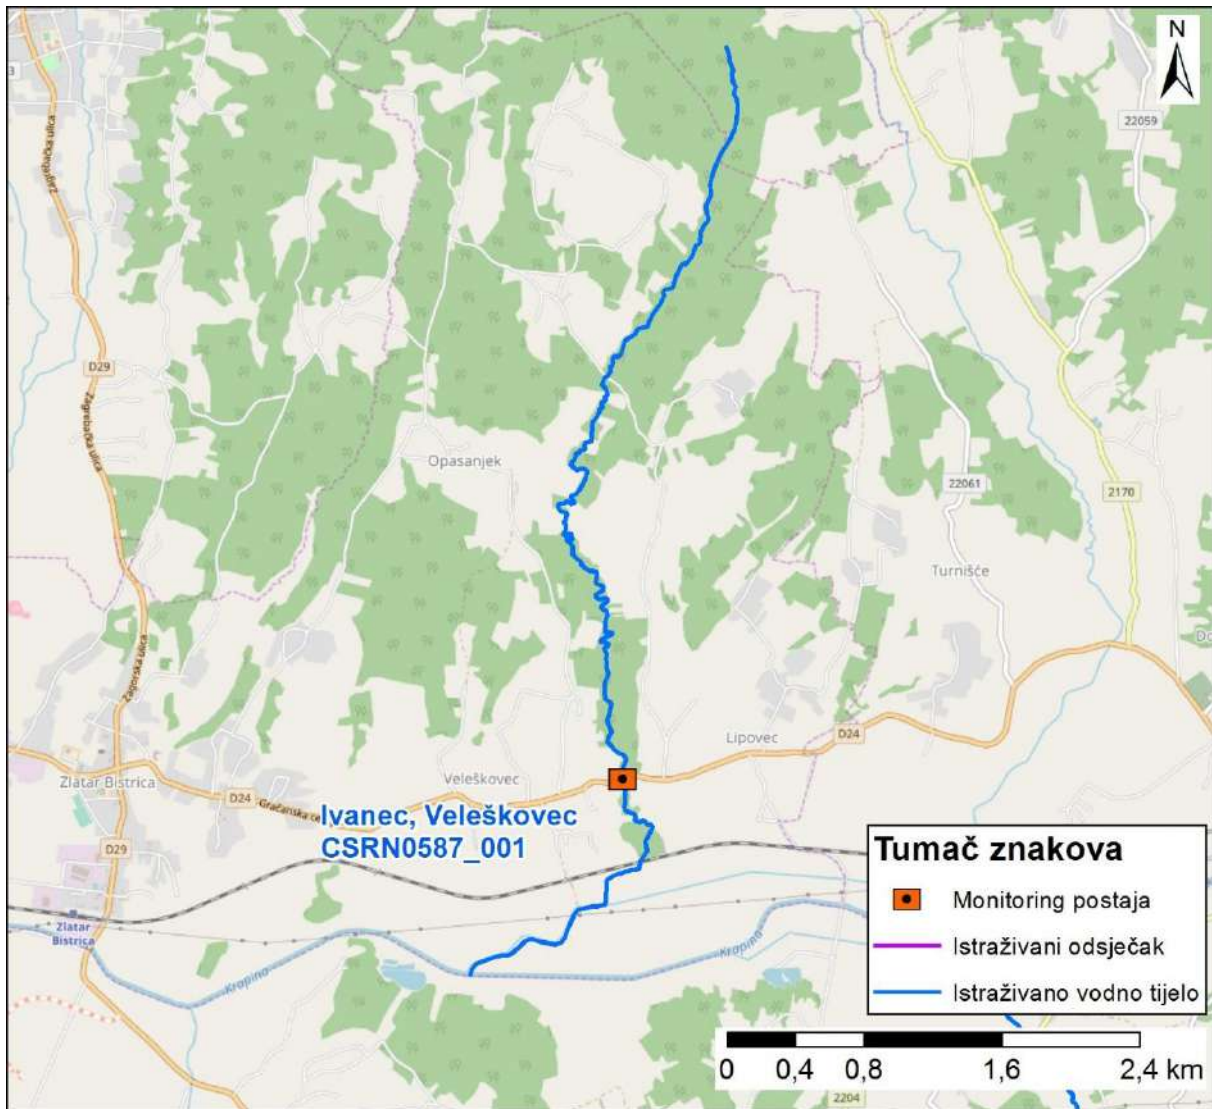 N
3
22059
Zagrebačka ulica
D29
Zagrebačka ulica
Opasanjek
22061
2170
Turnišće
Zagorska ulica
Lipovec
D24
Zlatar Bistrica
Veleškovec
D24
Gračanska
Ivanec, Veleškovec
CSRN0587_001
D29
Zlatar
Bistrica
Krapina
Krapina
Tumač znakova
Monitoring postaja
Istraživani odsječak
Istraživano vodno tijelo
0 0,4 0,8 1,6 2,4 km
2204